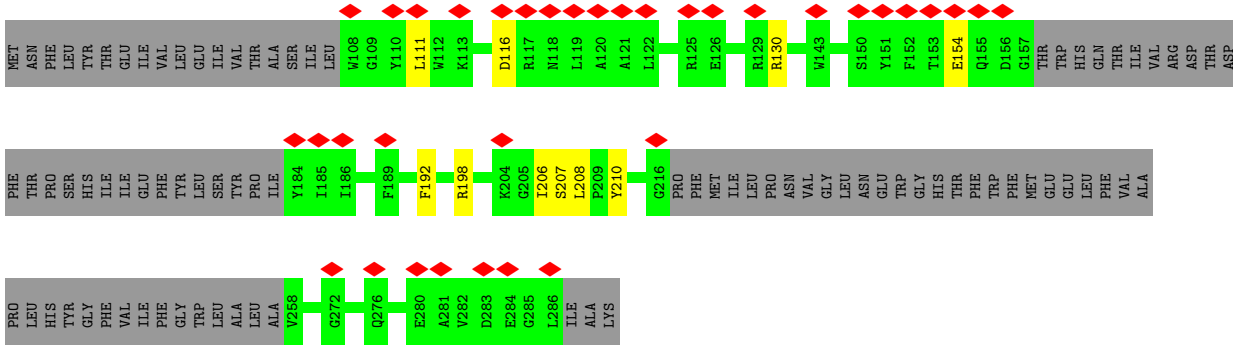 MET ASN PHE LEU TYR THR THR GLU ILE VAL LEU GLU ILE VAL THR ALA SER ILE LEU W108 G109 Y110 L111 W112 K113 D116 R117 N118 L119 A120 A121 L122 R125 E126 R129 R130 W143 S150 Y151 F152 T153 E154 Q155 D156 G157 THR TRP HIS GLN THR ILE VAL ARG ASP THR ASP
PHE THR PRO SER HIS ILE ILE GLU PHE TYR LEU SER TYR PRO ILE Y184 I185 I186 F189 F192 R198 K204 G205 I206 S207 L208 P209 Y210 G216 PRO PHE MET ILE LEU PRO ASN VAL GLY LEU ASN GLU TRP GLY HIS THR PHE TRP PHE MET GLU GLU LEU PHE VAL ALA
PRO LEU HIS TYR GLY PHE VAL ILE PHE GLY TRP LEU ALA LEU ALA V258 G272 Q276 E280 A281 V282 D283 E284 G285 L286 ILE ALA LYS